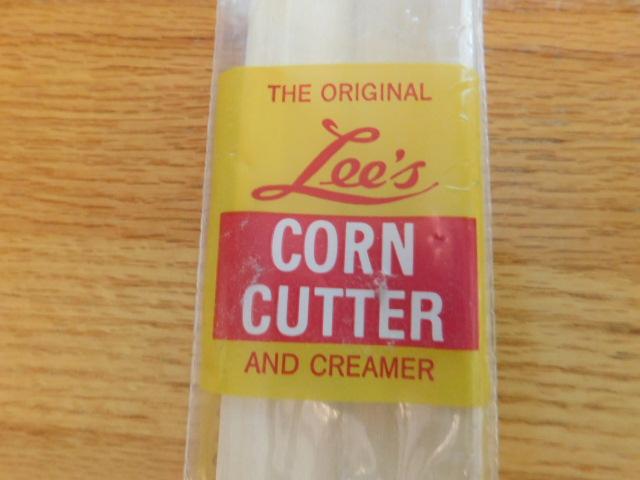 THE ORIGINAL
Lee's
CORN
CUTTER
AND CREAMER